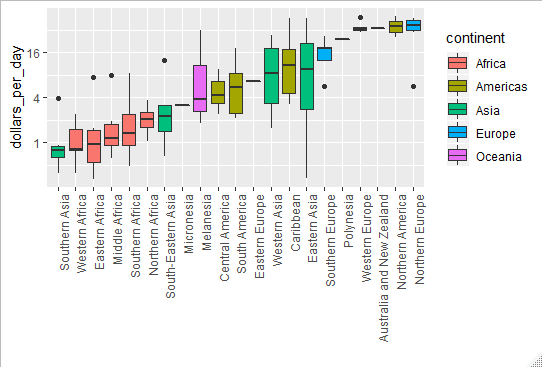 dollars_per_day
16
4
1
Southern Asia
Western Africa
Eastern Africa
Middle Africa
Southern Africa
Northern Africa
South-Eastern Asia
Micronesia
Melanesia
Central America
South America
Eastern Europe
Western Asia
Caribbean
Eastern Asia
Southern Europe
Polynesia
Western Europe
Australia and New Zealand
Northern America
Northern Europe
continent
Africa
Americas
Asia
Europe
Oceania